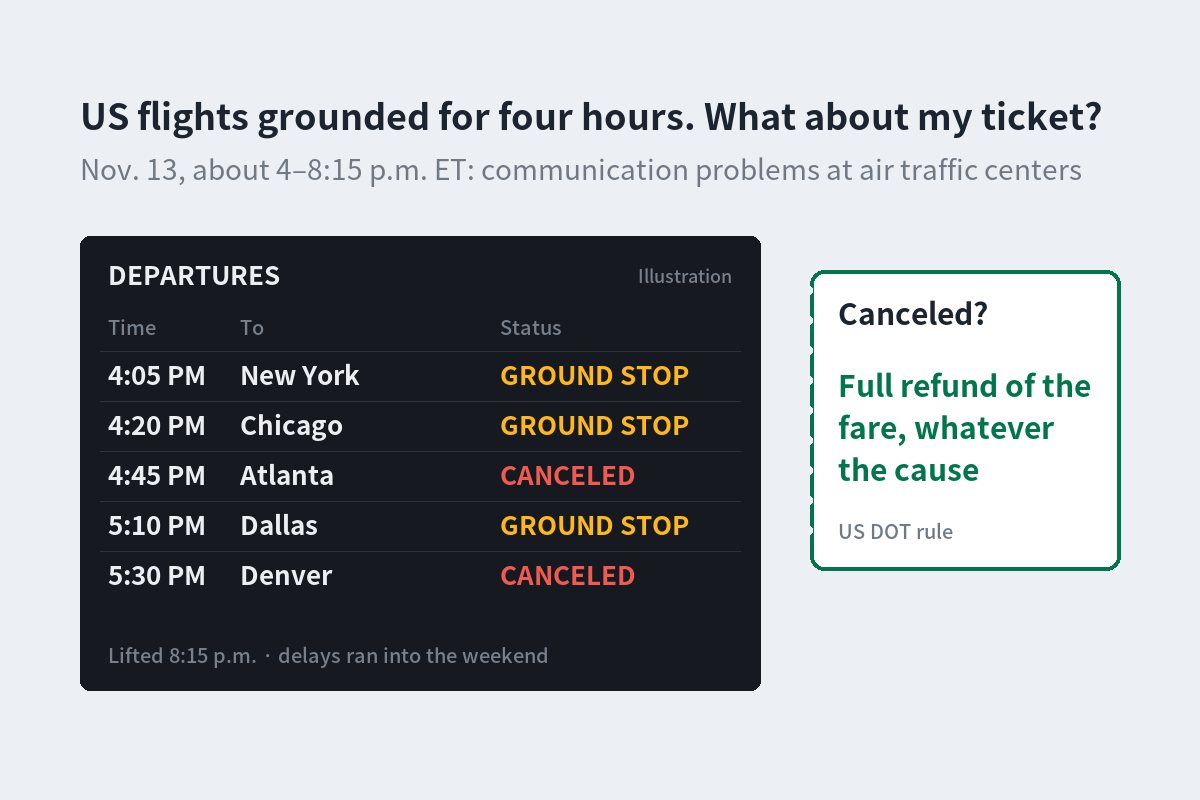 US flights grounded for four hours. What about my ticket?
Nov. 13, about 4–8:15 p.m. ET: communication problems at air traffic centers
DEPARTURES Illustration
Time To Status
4:05 PM New York GROUND STOP
4:20 PM Chicago GROUND STOP
4:45 PM Atlanta CANCELED
5:10 PM Dallas GROUND STOP
5:30 PM Denver CANCELED
Lifted 8:15 p.m. · delays ran into the weekend
Canceled?
Full refund of the
fare, whatever
the cause
US DOT rule